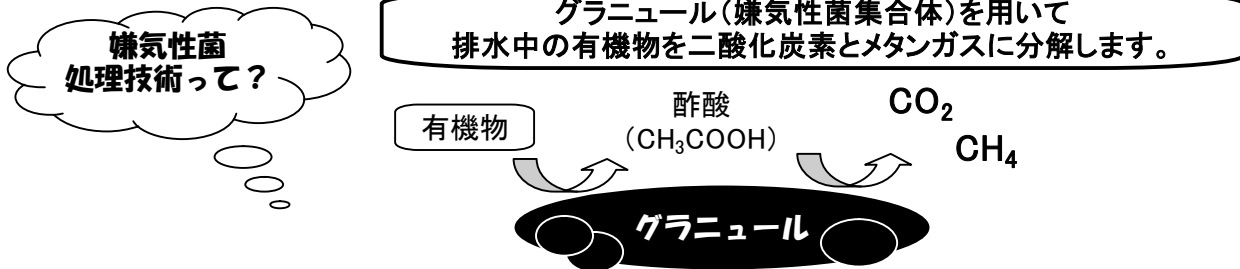 嫌気性菌
処理技術って？
グラニュール（嫌気性菌集合体）を用いて
排水中の有機物を二酸化炭素とメタンガスに分解します。
有機物
酢酸
（CH₃COOH）
CO₂
CH₄
グラニュール